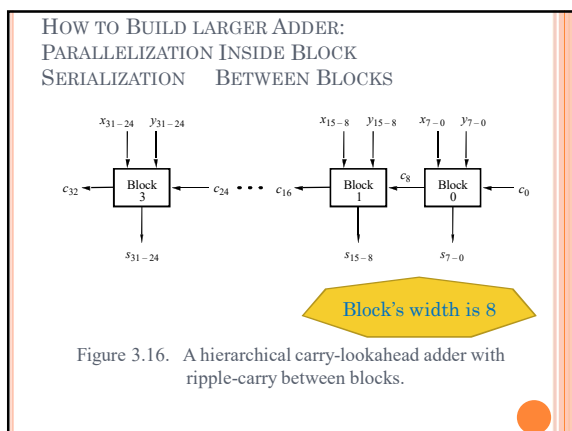 HOW TO BUILD LARGER ADDER:
PARALLELIZATION INSIDE BLOCK
SERIALIZATION BETWEEN BLOCKS
x31 – 24 y31 – 24 x15 – 8 y15 – 8 x7 – 0 y7 – 0
c32 Block 3 c24 • • • c16 Block 1 c8 Block 0 c0
s31 – 24 s15 – 8 s7 – 0
Block's width is 8
Figure 3.16. A hierarchical carry-lookahead adder with
ripple-carry between blocks.